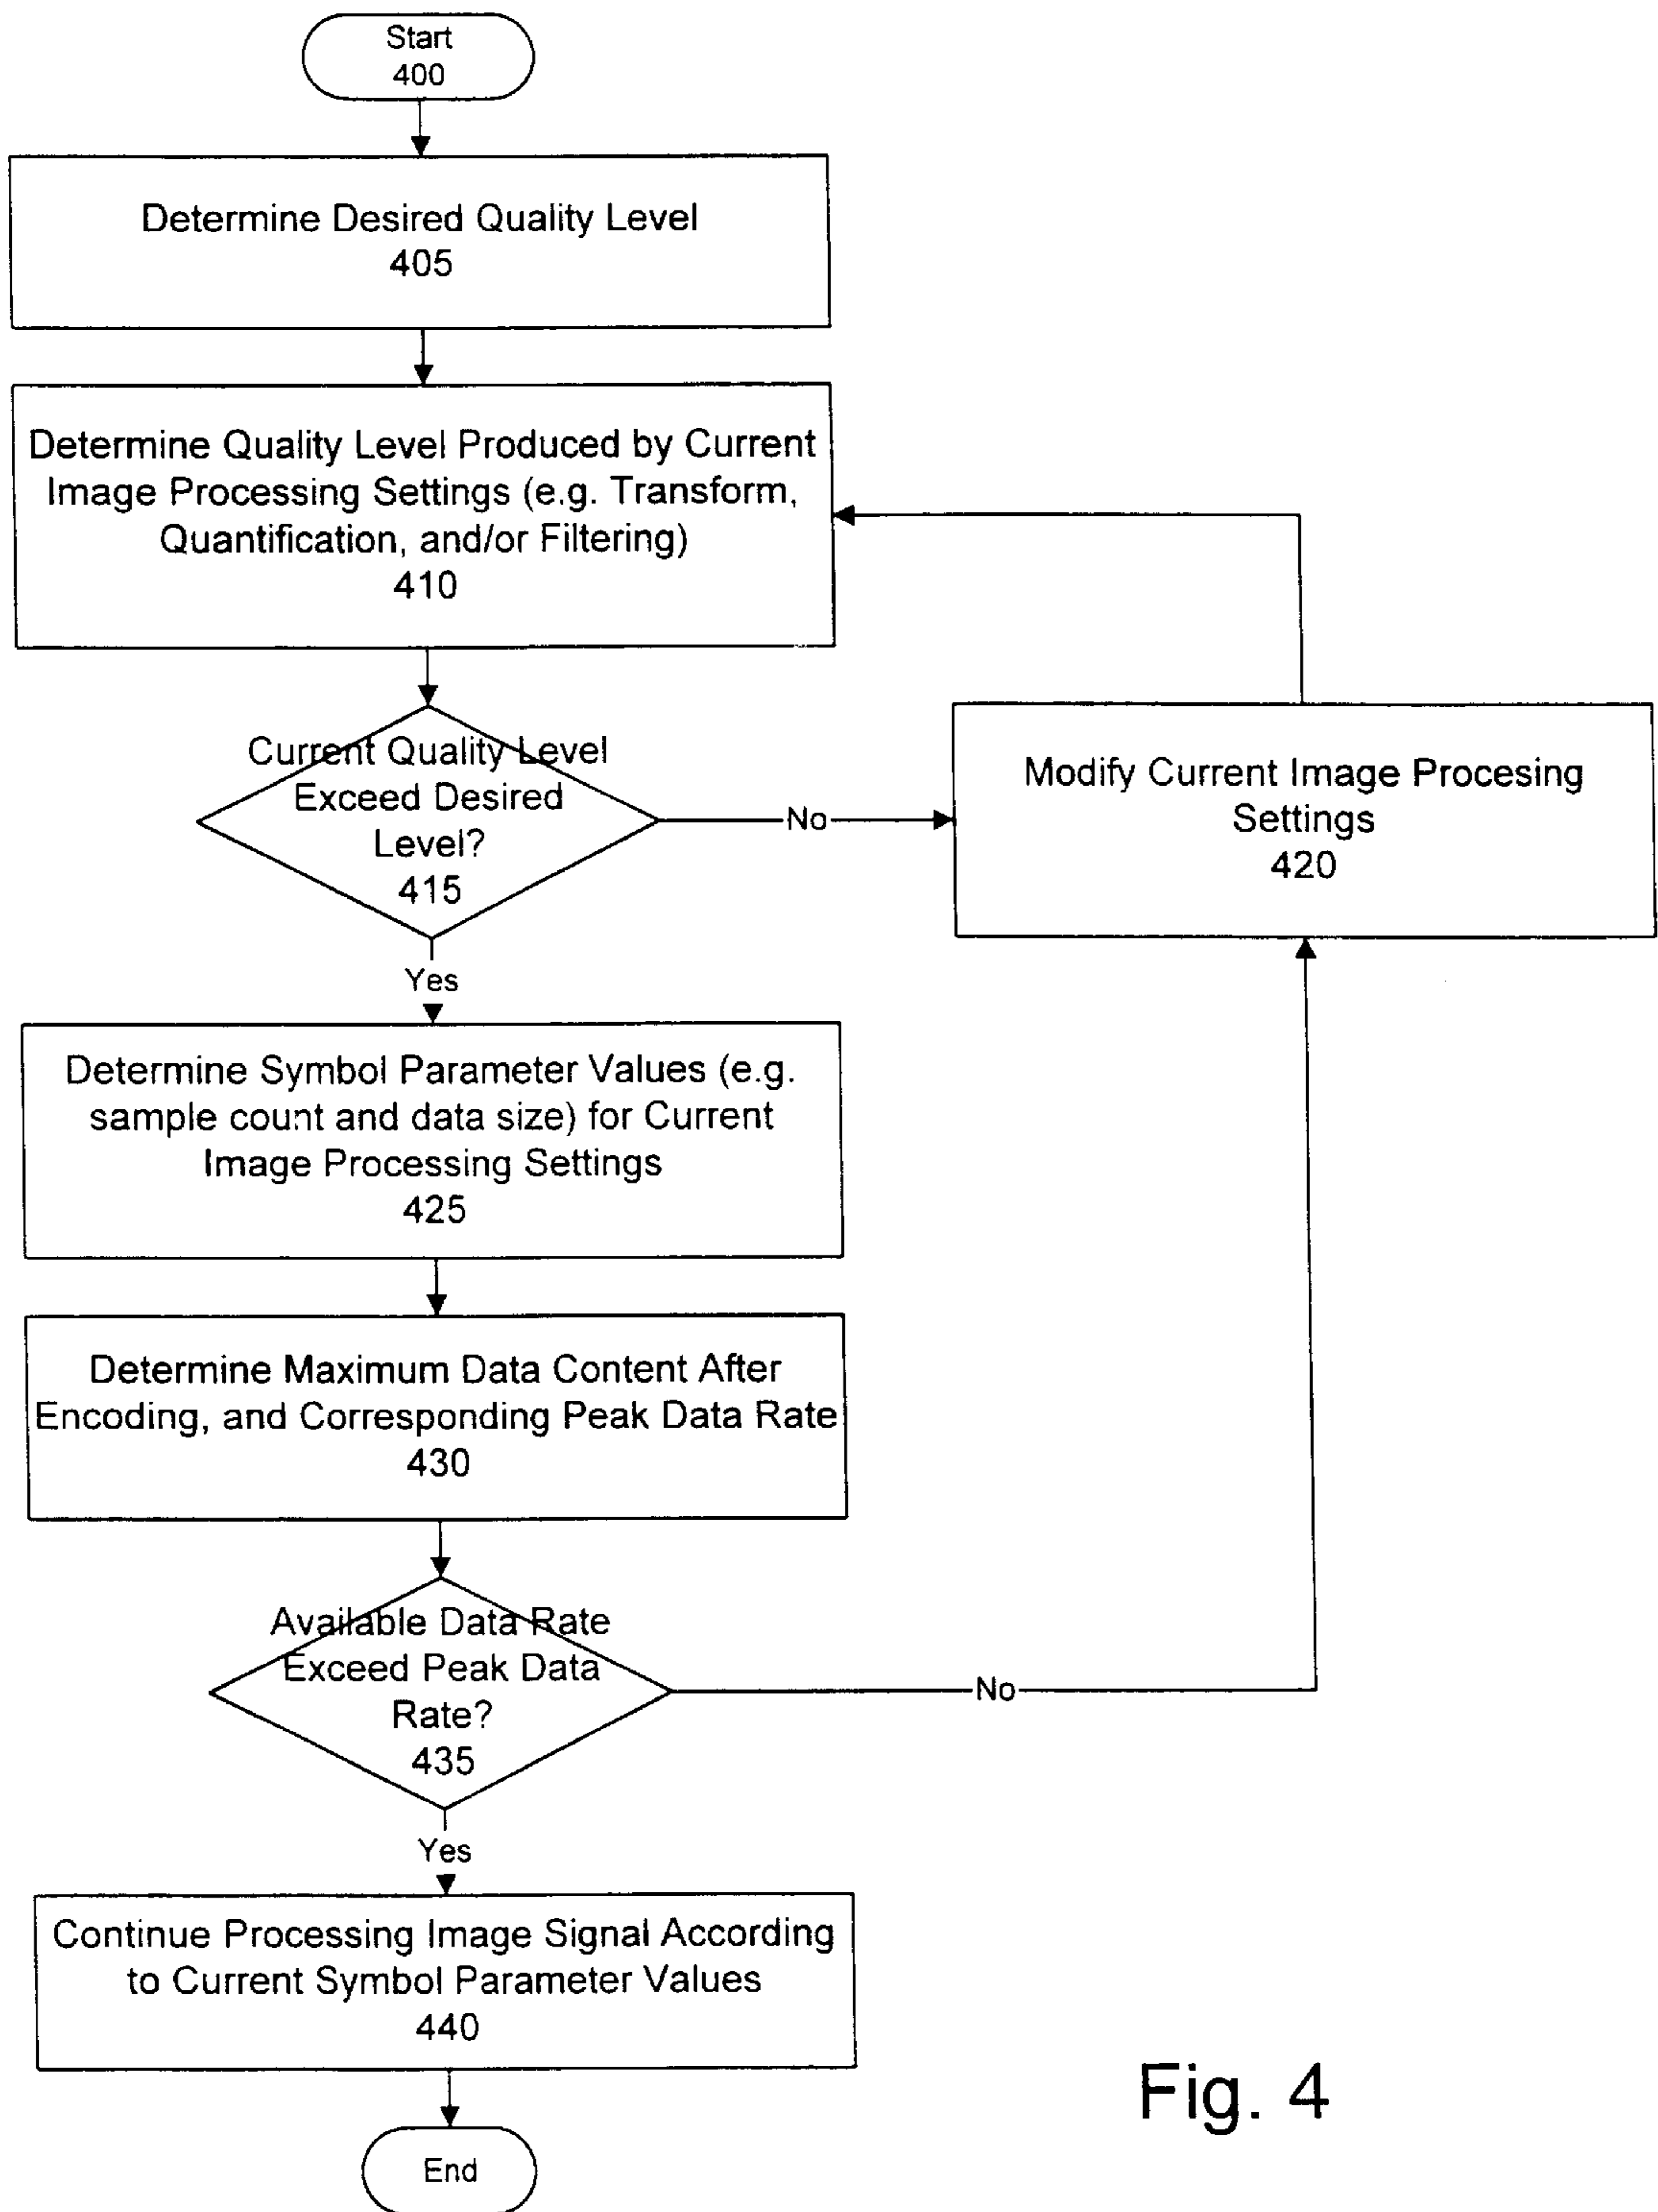 Start
400
Determine Desired Quality Level
405
Determine Quality Level Produced by Current
Image Processing Settings (e.g. Transform,
Quantification, and/or Filtering)
410
Current Quality Level
Exceed Desired
Level?
415
No
Modify Current Image Procesing
Settings
420
Yes
Determine Symbol Parameter Values (e.g.
sample count and data size) for Current
Image Processing Settings
425
Determine Maximum Data Content After
Encoding, and Corresponding Peak Data Rate
430
Available Data Rate
Exceed Peak Data
Rate?
435
No
Yes
Continue Processing Image Signal According
to Current Symbol Parameter Values
440
End
Fig. 4